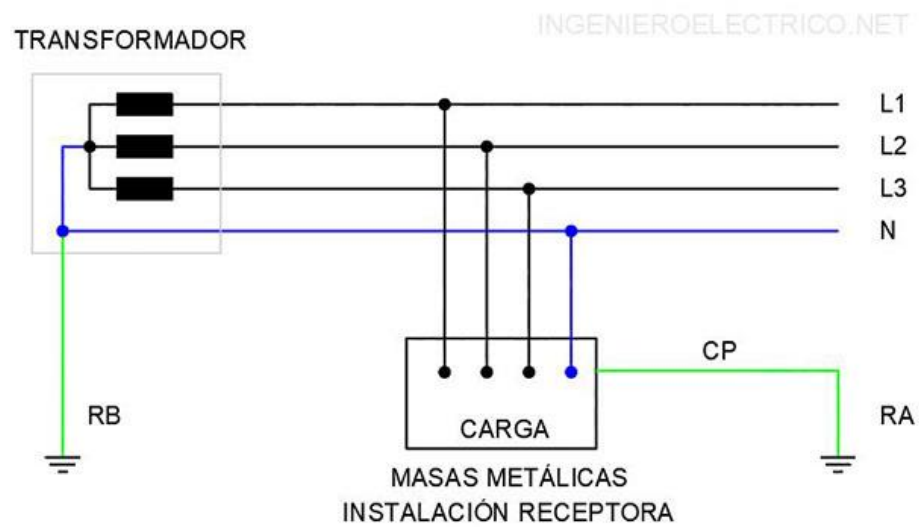 INGENIEROELECTRICO.NET
TRANSFORMADOR
L1
L2
L3
N
CP
RB
RA
CARGA
MASAS METÁLICAS
INSTALACIÓN RECEPTORA